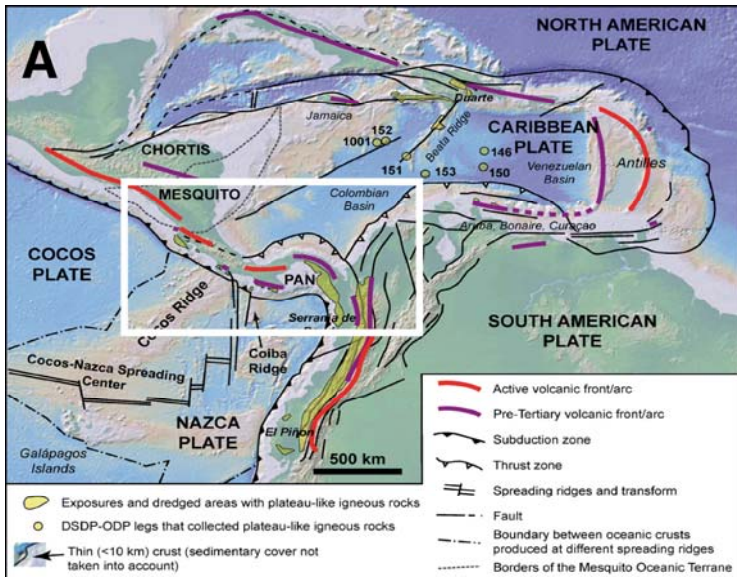 A
NORTH AMERICAN
PLATE
Jamaica
Duarte
CHORTIS
152
1001
Beata Ridge
CARIBBEAN
PLATE
146
151
153
150
Venezuelan
Basin
Antilles
MESQUITO
Colombian
Basin
COCOS
PLATE
Aruba, Bonaire, Curaçao
PAN
Cocos Ridge
Serranía de
SOUTH AMERICAN
PLATE
Coiba
Ridge
Cocos-Nazca Spreading
Center
NAZCA
PLATE
El Piñon
Galápagos
Islands
500 km
Active volcanic front/arc
Pre-Tertiary volcanic front/arc
Subduction zone
Thrust zone
Spreading ridges and transform
Fault
Boundary between oceanic crusts
produced at different spreading ridges
Borders of the Mesquito Oceanic Terrane
Exposures and dredged areas with plateau-like igneous rocks
DSDP-ODP legs that collected plateau-like igneous rocks
Thin (<10 km) crust (sedimentary cover not
taken into account)